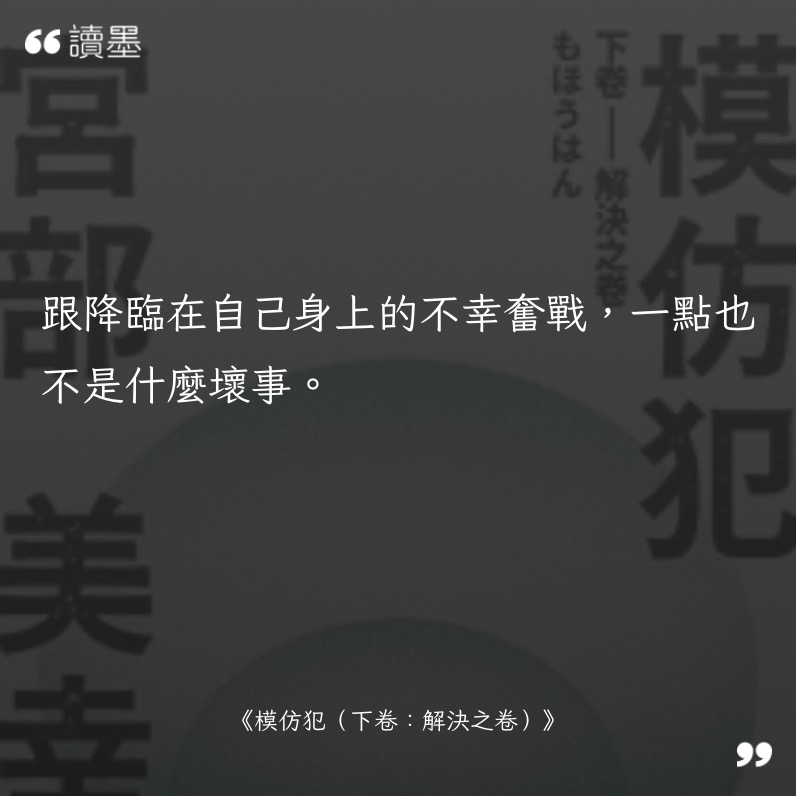 讀墨
模仿犯
下卷——解決之卷
もほうはん
宮部 美幸
跟降臨在自己身上的不幸奮戰，一點也
不是什麼壞事。
《模仿犯（下卷：解決之卷）》